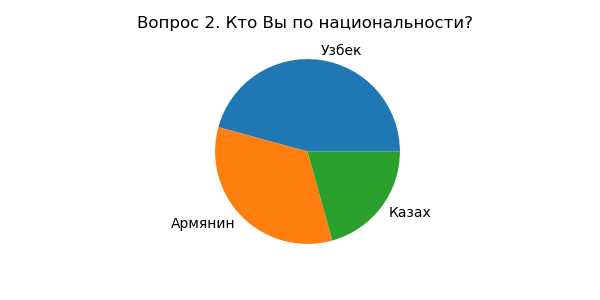 Вопрос 2. Кто Вы по национальности?
Узбек
Армянин
Казах